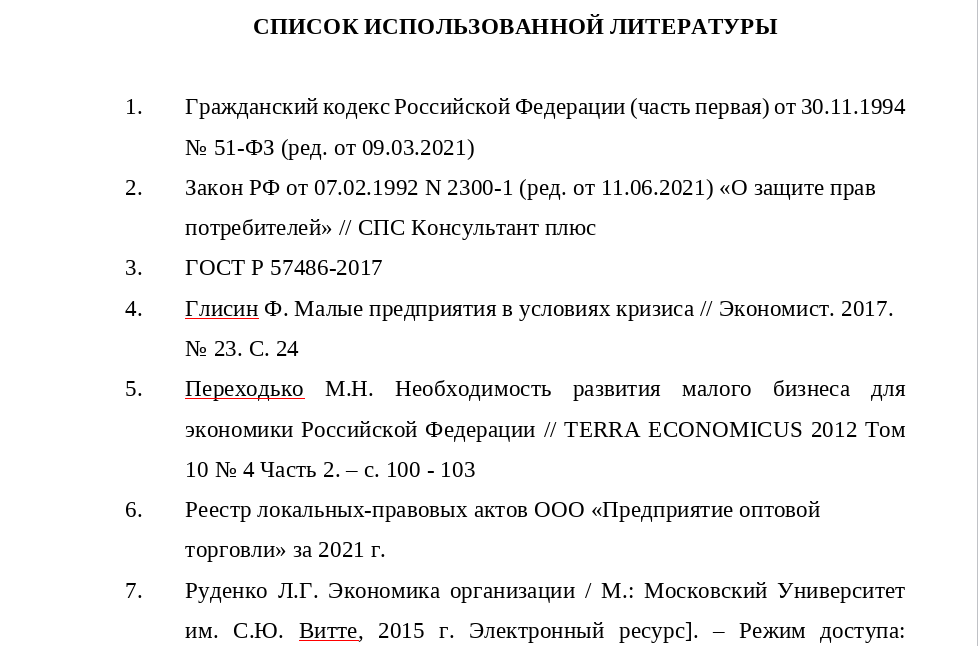 СПИСОК ИСПОЛЬЗОВАННОЙ ЛИТЕРАТУРЫ
1. Гражданский кодекс Российской Федерации (часть первая) от 30.11.1994
№ 51-ФЗ (ред. от 09.03.2021)
2. Закон РФ от 07.02.1992 N 2300-1 (ред. от 11.06.2021) «О защите прав
потребителей» // СПС Консультант плюс
3. ГОСТ Р 57486-2017
4. Глисин Ф. Малые предприятия в условиях кризиса // Экономист. 2017.
№ 23. С. 24
5. Переходько М.Н. Необходимость развития малого бизнеса для
экономики Российской Федерации // TERRA ECONOMICUS 2012 Том
10 № 4 Часть 2. – с. 100 - 103
6. Реестр локальных-правовых актов ООО «Предприятие оптовой
торговли» за 2021 г.
7. Руденко Л.Г. Экономика организации / М.: Московский Университет
им. С.Ю. Витте, 2015 г. Электронный ресурс]. – Режим доступа: